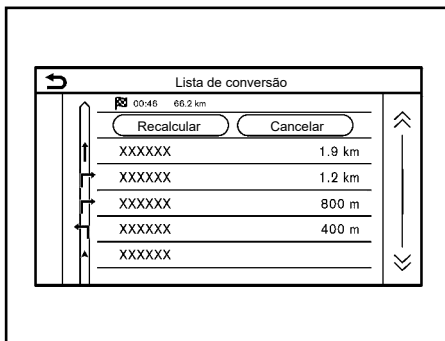 Lista de conversão
00:46 66.2 km
Recalcular Cancelar
XXXXXX 1.9 km
XXXXXX 1.2 km
XXXXXX 800 m
XXXXXX 400 m
XXXXXX